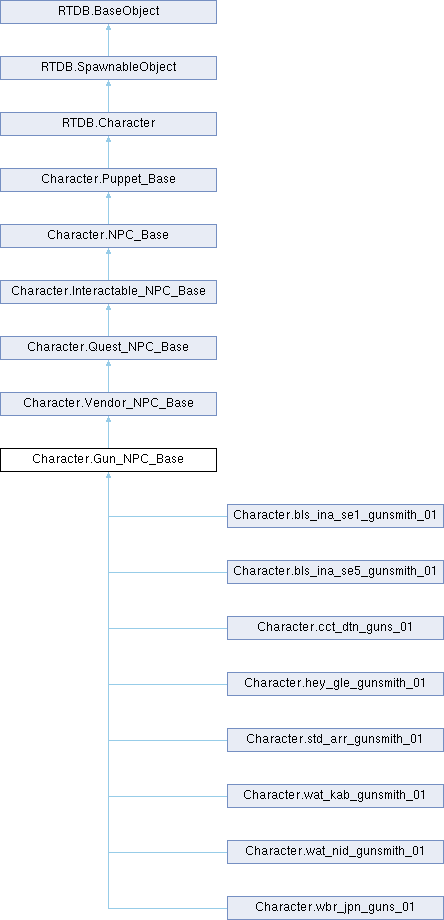 RTDB.BaseObject
RTDB.SpawnableObject
RTDB.Character
Character.Puppet_Base
Character.NPC_Base
Character.Interactable_NPC_Base
Character.Quest_NPC_Base
Character.Vendor_NPC_Base
Character.Gun_NPC_Base
Character.bls_ina_se1_gunsmith_01
Character.bls_ina_se5_gunsmith_01
Character.cct_dtn_guns_01
Character.hey_gle_gunsmith_01
Character.std_arr_gunsmith_01
Character.wat_kab_gunsmith_01
Character.wat_nid_gunsmith_01
Character.wbr_jpn_guns_01